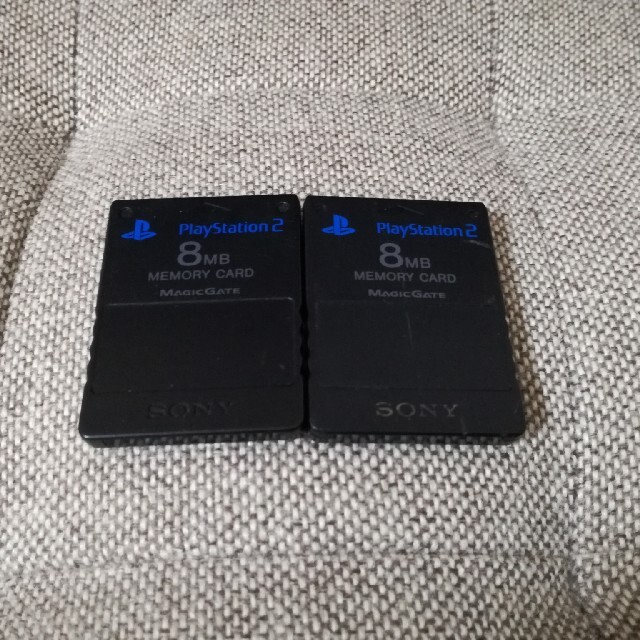 PlayStation 2
8MB
MEMORY CARD
MAGICGATE
SONY
PlayStation 2
8MB
MEMORY CARD
MAGICGATE
SONY